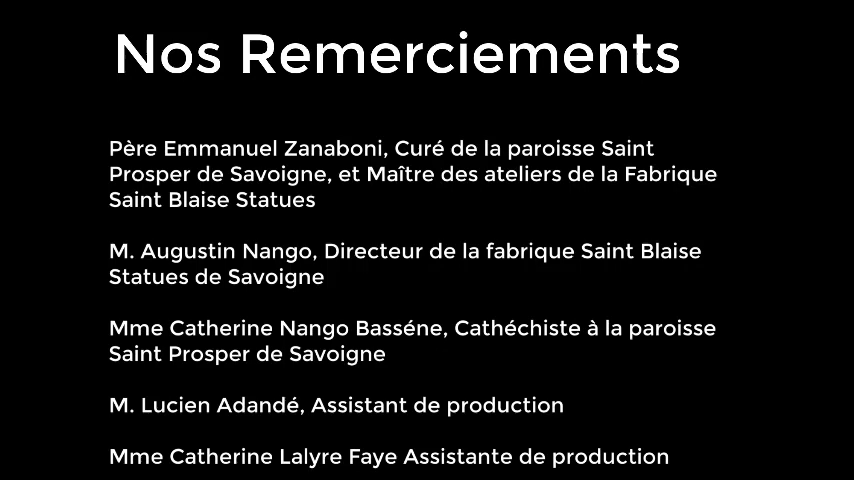 Nos Remerciements
Père Emmanuel Zanaboni, Curé de la paroisse Saint
Prosper de Savoigne, et Maître des ateliers de la Fabrique
Saint Blaise Statues
M. Augustin Nango, Directeur de la fabrique Saint Blaise
Statues de Savoigne
Mme Catherine Nango Basséne, Cathéchiste à la paroisse
Saint Prosper de Savoigne
M. Lucien Adandé, Assistant de production
Mme Catherine Lalyre Faye Assistante de production